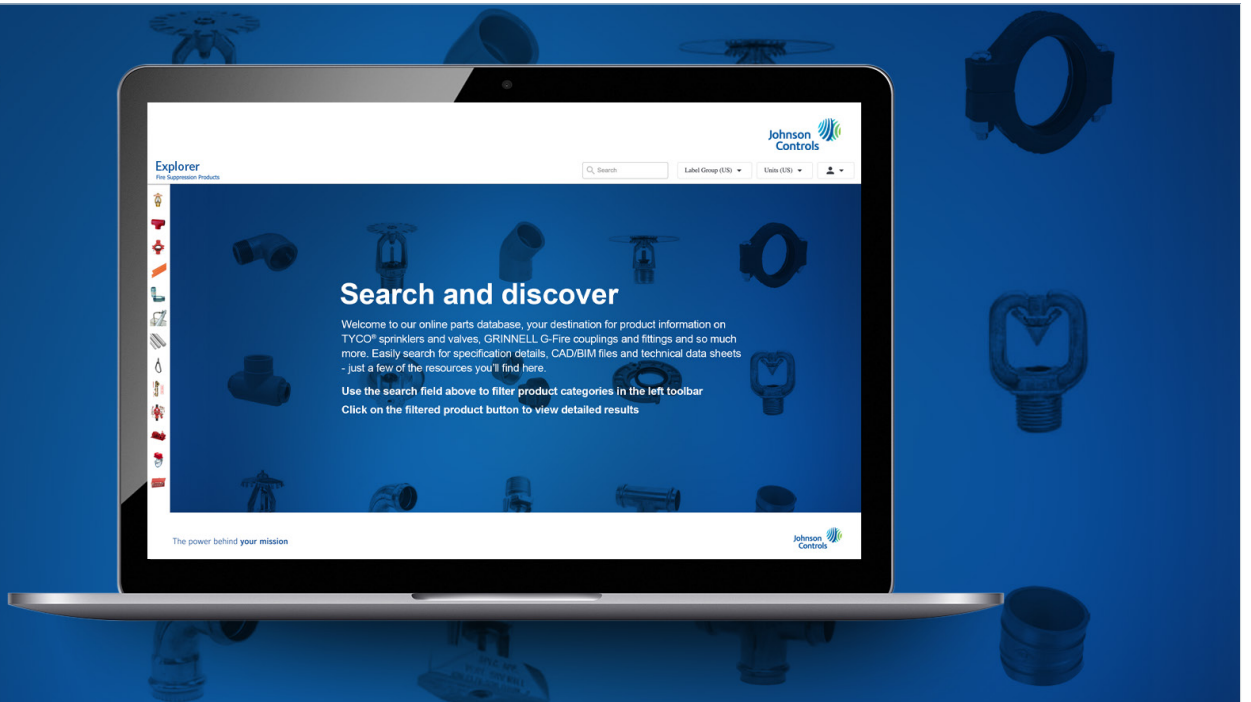 Johnson
Controls
Explorer
Fire Suppression Products
Search
Label Group (US)
Units (US)
Search and discover
Welcome to our online parts database, your destination for product information on
TYCO® sprinklers and valves, GRINNELL G-Fire couplings and fittings and so much
more. Easily search for specification details, CAD/BIM files and technical data sheets
- just a few of the resources you'll find here.
Use the search field above to filter product categories in the left toolbar
Click on the filtered product button to view detailed results
The power behind your mission
Johnson
Controls